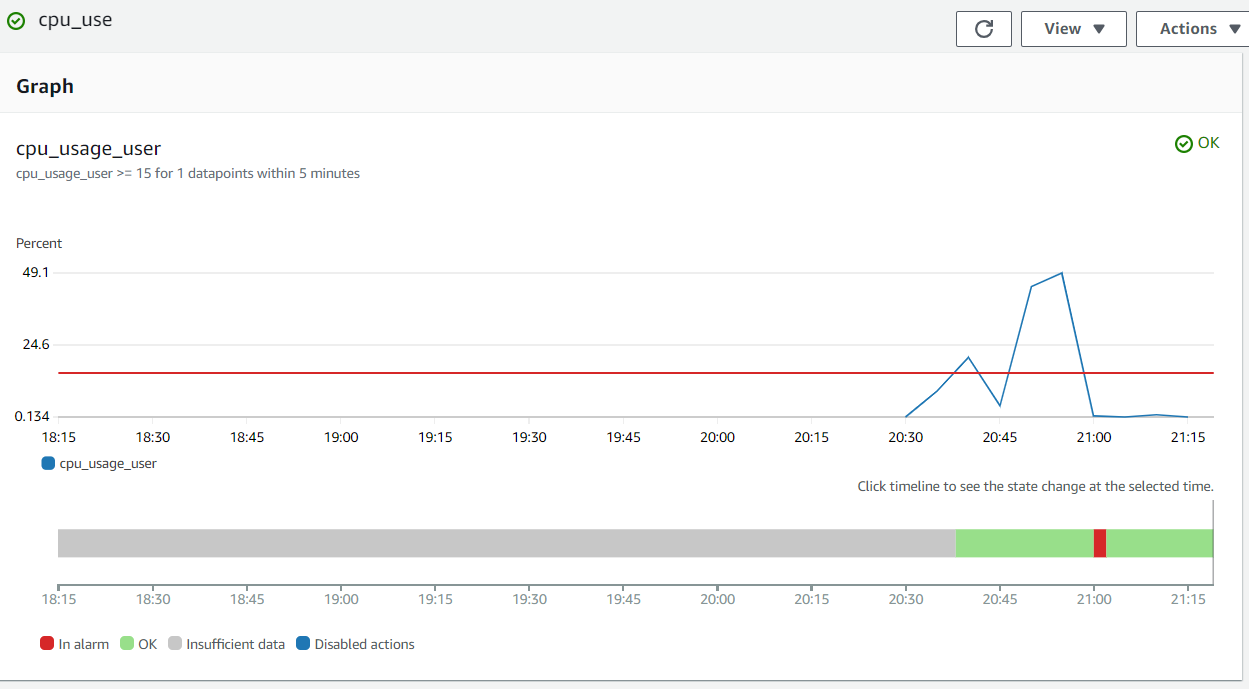 cpu_use
View
Actions
Graph
cpu_usage_user
OK
cpu_usage_user >= 15 for 1 datapoints within 5 minutes
Percent
49.1
24.6
0.134
18:15 18:30 18:45 19:00 19:15 19:30 19:45 20:00 20:15 20:30 20:45 21:00 21:15
cpu_usage_user
Click timeline to see the state change at the selected time.
18:15 18:30 18:45 19:00 19:15 19:30 19:45 20:00 20:15 20:30 20:45 21:00 21:15
In alarm OK Insufficient data Disabled actions